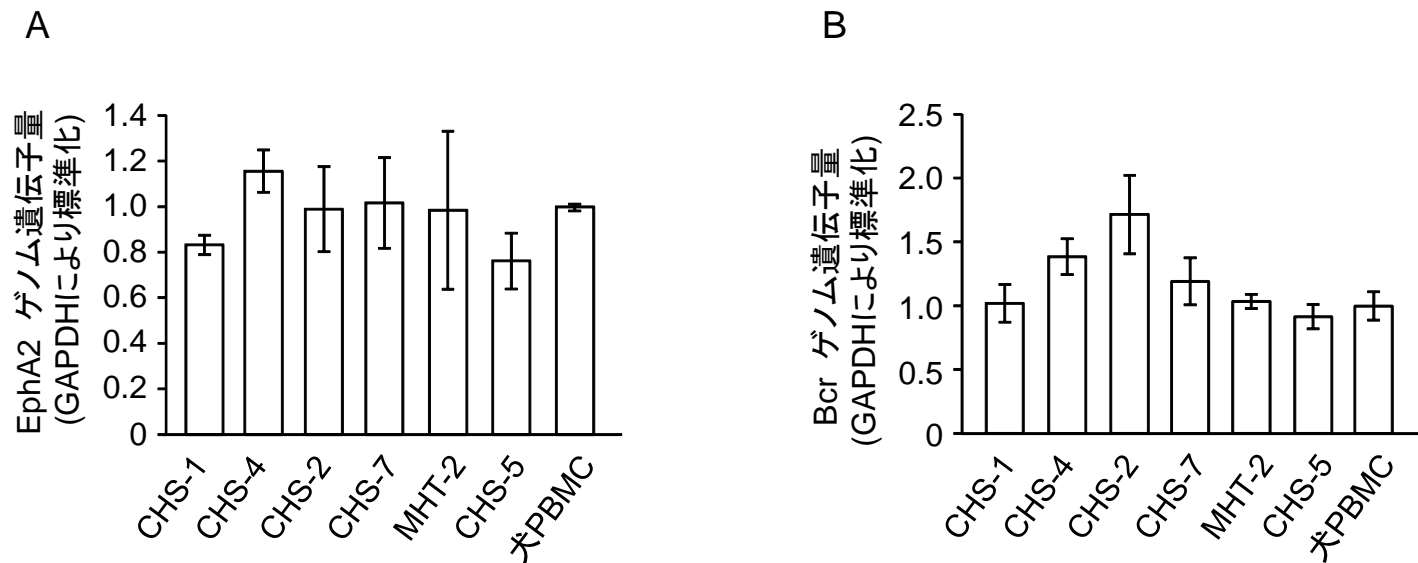 A
EphA2 ゲノム遺伝子量
(GAPDHにより標準化)
1.4
1.2
1.0
0.8
0.6
0.4
0.2
0
CHS-1
CHS-4
CHS-2
CHS-7
MHT-2
CHS-5
犬PBMC
B
Bcr ゲノム遺伝子量
(GAPDHにより標準化)
2.5
2.0
1.5
1.0
0.5
0
CHS-1
CHS-4
CHS-2
CHS-7
MHT-2
CHS-5
犬PBMC